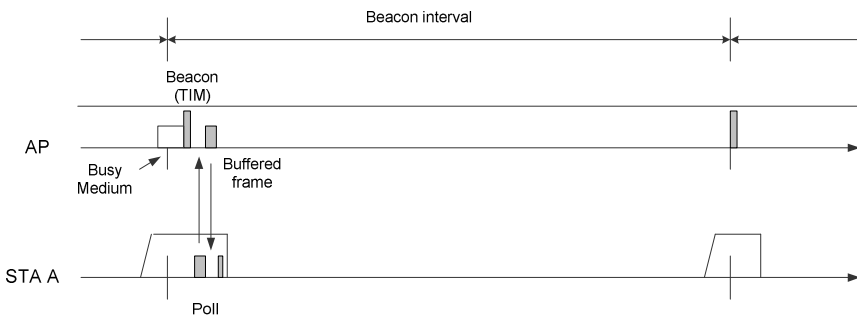 Beacon interval
Beacon
(TIM)
AP
Busy
Medium
Buffered
frame
STA A
Poll